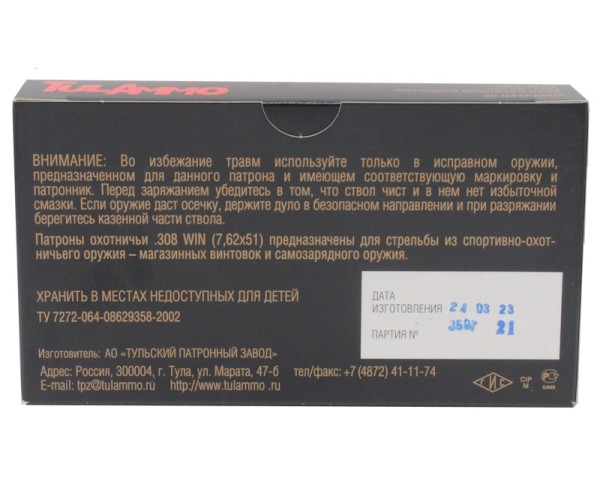 TULAMMO
ВНИМАНИЕ: Во избежание травм используйте только в исправном оружии,
предназначенном для данного патрона и имеющем соответствующую маркировку и
патронник. Перед заряжанием убедитесь в том, что ствол чист и в нем нет избыточной
смазки. Если оружие даст осечку, держите дуло в безопасном направлении и при разряжании
берегитесь казенной части ствола.
Патроны охотничьи .308 WIN (7,62x51) предназначены для стрельбы из спортивно-охот-
ничьего оружия – магазинных винтовок и самозарядного оружия.
ХРАНИТЬ В МЕСТАХ НЕДОСТУПНЫХ ДЛЯ ДЕТЕЙ
ТУ 7272-064-08629358-2002
ДАТА
ИЗГОТОВЛЕНИЯ 24 03 23
ПАРТИЯ № 21
Изготовитель: АО «ТУЛЬСКИЙ ПАТРОННЫЙ ЗАВОД»
Адрес: Россия, 300004, г. Тула, ул. Марата, 47-б тел/факс: +7 (4872) 41-11-74
E-mail: tpz@tulammo.ru http://www.tulammo.ru
ГИС
CIP
M